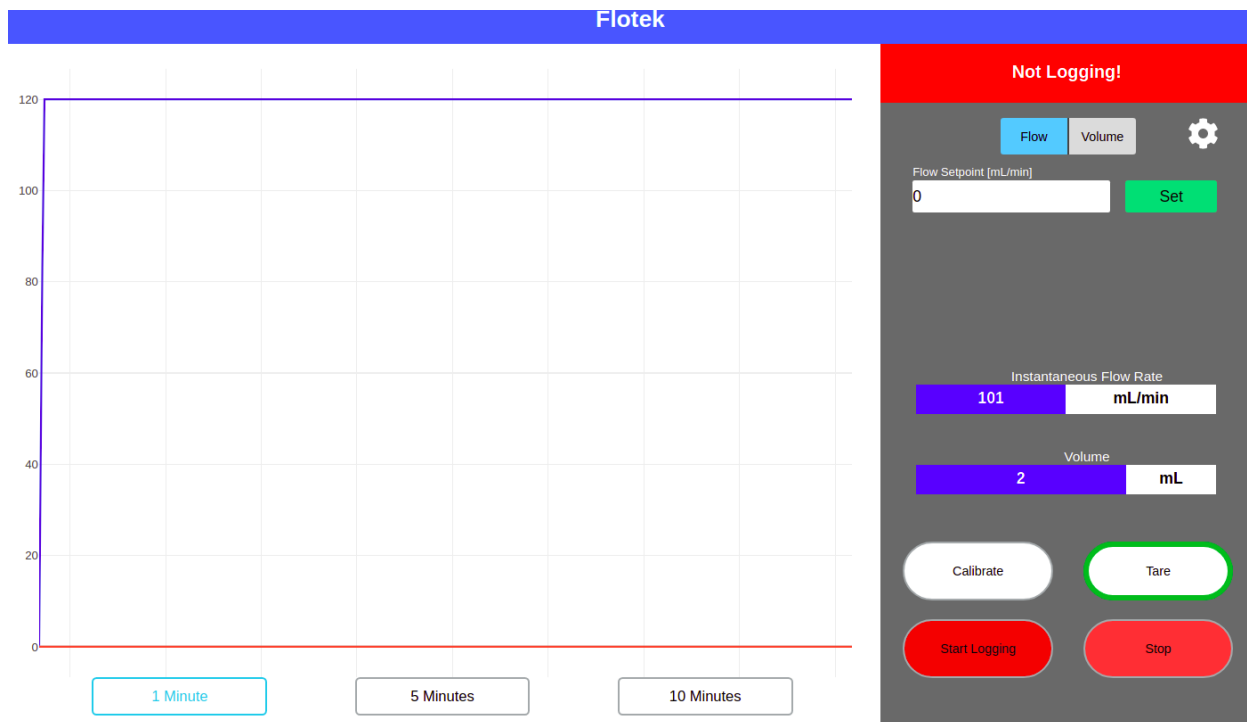 Flotek
Not Logging!
Flow Volume
Flow Setpoint [mL/min]
0 Set
120
100
80
60
40
20
0
Instantaneous Flow Rate
101 mL/min
Volume
2 mL
Calibrate Tare
Start Logging Stop
1 Minute 5 Minutes 10 Minutes